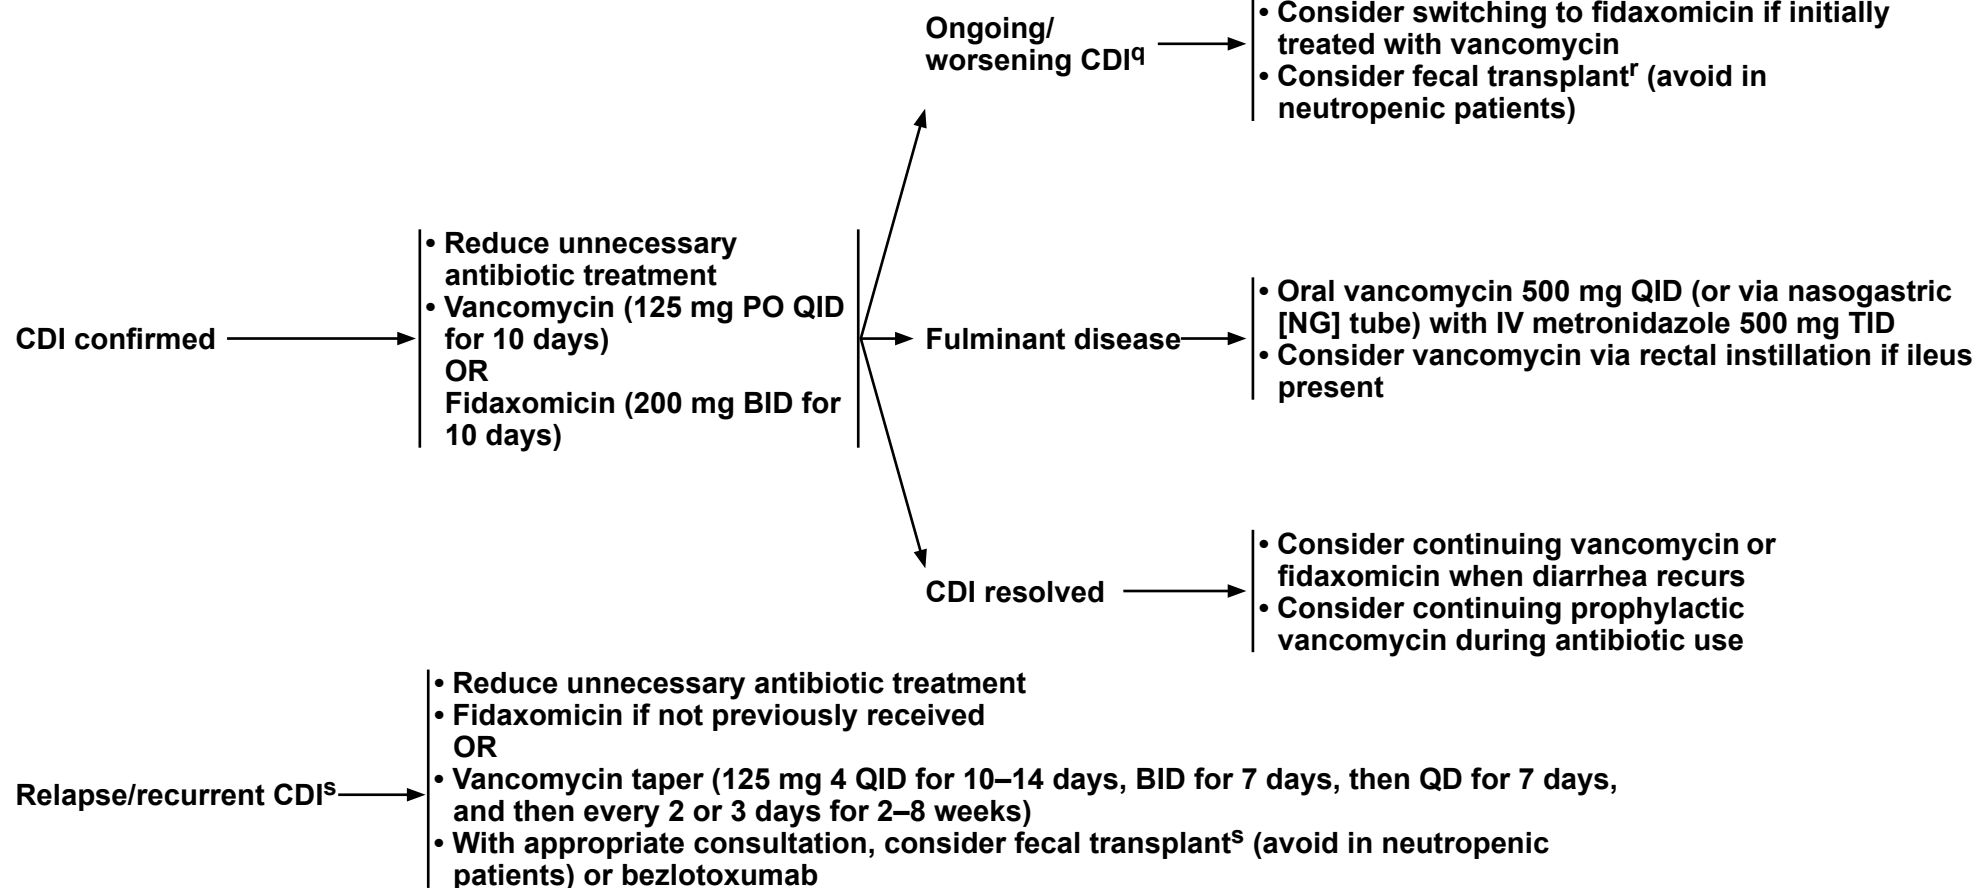 Ongoing/
worsening CDIq
• Consider switching to fidaxomicin if initially
treated with vancomycin
• Consider fecal transplantr (avoid in
neutropenic patients)
CDI confirmed
• Reduce unnecessary
antibiotic treatment
• Vancomycin (125 mg PO QID
for 10 days)
OR
Fidaxomicin (200 mg BID for
10 days)
Fulminant disease
• Oral vancomycin 500 mg QID (or via nasogastric
[NG] tube) with IV metronidazole 500 mg TID
• Consider vancomycin via rectal instillation if ileus
present
CDI resolved
• Consider continuing vancomycin or
fidaxomicin when diarrhea recurs
• Consider continuing prophylactic
vancomycin during antibiotic use
Relapse/recurrent CDIs
• Reduce unnecessary antibiotic treatment
• Fidaxomicin if not previously received
OR
• Vancomycin taper (125 mg 4 QID for 10–14 days, BID for 7 days, then QD for 7 days,
and then every 2 or 3 days for 2–8 weeks)
• With appropriate consultation, consider fecal transplants (avoid in neutropenic
patients) or bezlotoxumab